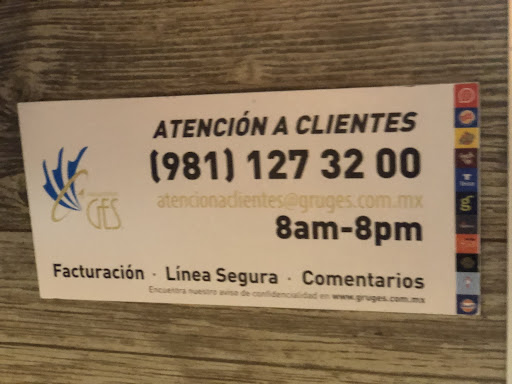 ATENCIÓN A CLIENTES
(981) 127 32 00
atencionaclientes@gruges.com.mx
GES
8am-8pm
Facturación · Línea Segura · Comentarios
Encuentra nuestro aviso de confidencialidad en www.gruges.com.mx